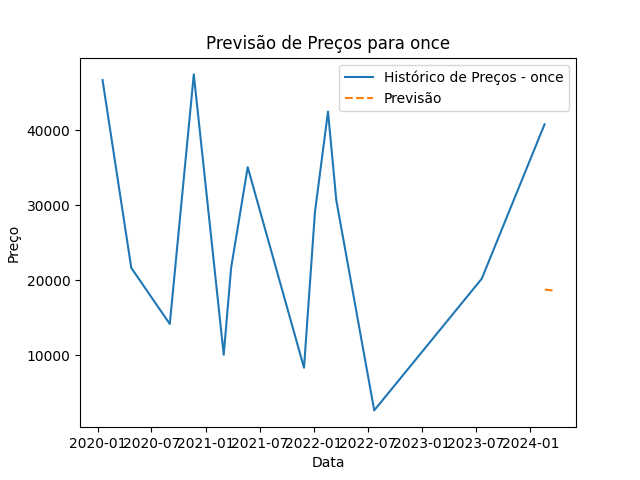 Previsão de Preços para once
Histórico de Preços - once
Previsão
Preço
40000
30000
20000
10000
2020-01 2020-07 2021-01 2021-07 2022-01 2022-07 2023-01 2023-07 2024-01
Data